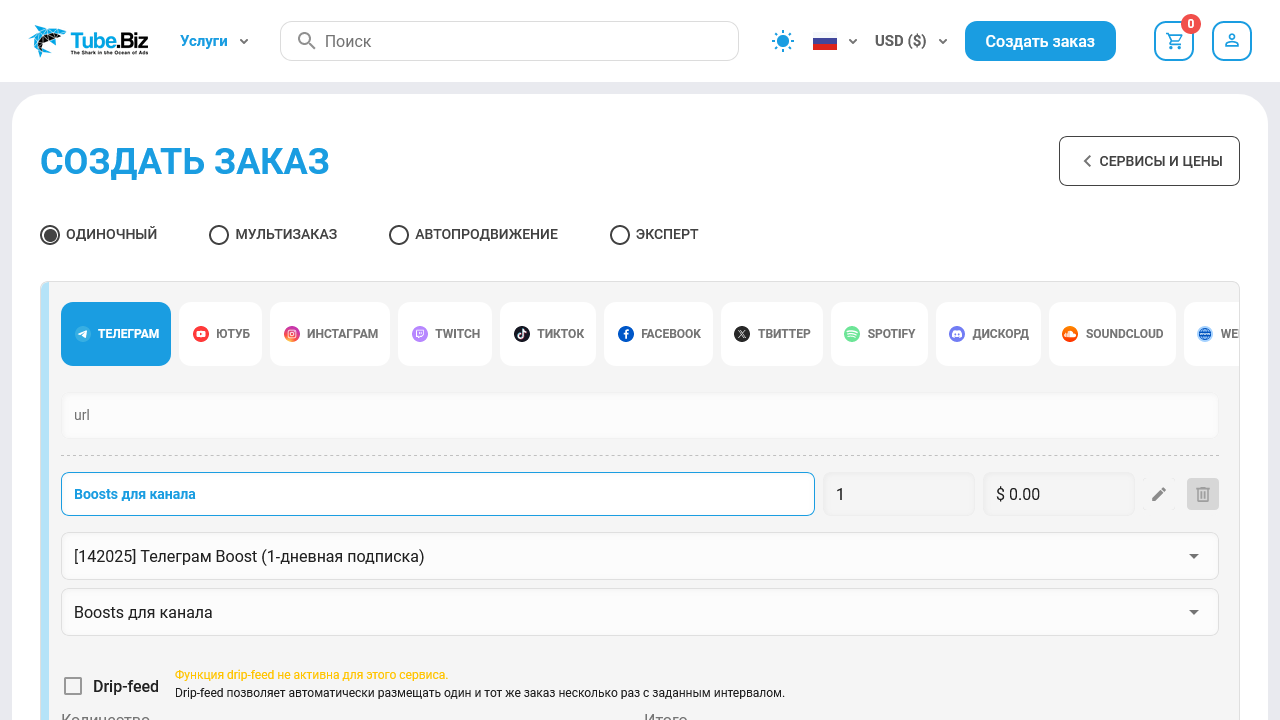 Tube.Biz
The Shark in the Ocean of Ads
Услуги
Поиск
USD ($)
Создать заказ
0
СОЗДАТЬ ЗАКАЗ
СЕРВИСЫ И ЦЕНЫ
ОДИНОЧНЫЙ
МУЛЬТИЗАКАЗ
АВТОПРОДВИЖЕНИЕ
ЭКСПЕРТ
ТЕЛЕГРАМ
ЮТУБ
ИНСТАГРАМ
TWITCH
ТИКТОК
FACEBOOK
ТВИТТЕР
SPOTIFY
ДИСКОРД
SOUNDCLOUD
url
Boosts для канала
1
$ 0.00
[142025] Телеграм Boost (1-дневная подписка)
Boosts для канала
Drip-feed
Функция drip-feed не активна для этого сервиса.
Drip-feed позволяет автоматически размещать один и тот же заказ несколько раз с заданным интервалом.
Количество
Итого